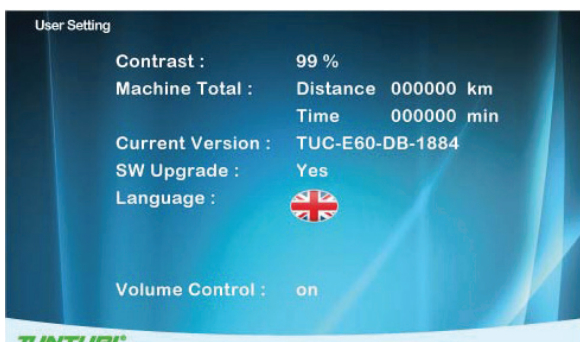 User Setting
Contrast : 99 %
Machine Total : Distance 000000 km
Time 000000 min
Current Version : TUC-E60-DB-1884
SW Upgrade : Yes
Language :
Volume Control : on
TUNTURI®